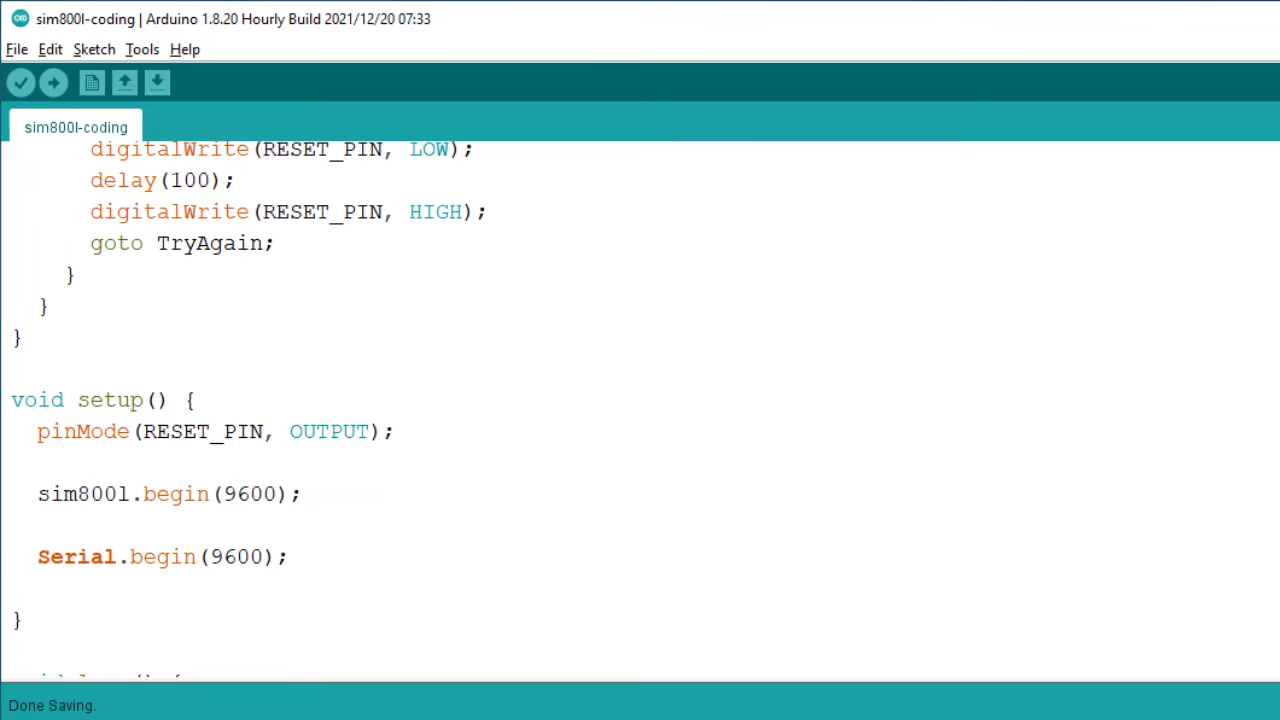 sim800l-coding | Arduino 1.8.20 Hourly Build 2021/12/20 07:33
File Edit Sketch Tools Help
sim800l-coding
digitalWrite(RESET_PIN, LOW);
delay(100);
digitalWrite(RESET_PIN, HIGH);
goto TryAgain;
}
}
}
void setup() {
pinMode(RESET_PIN, OUTPUT);
sim800l.begin(9600);
Serial.begin(9600);
}
Done Saving.